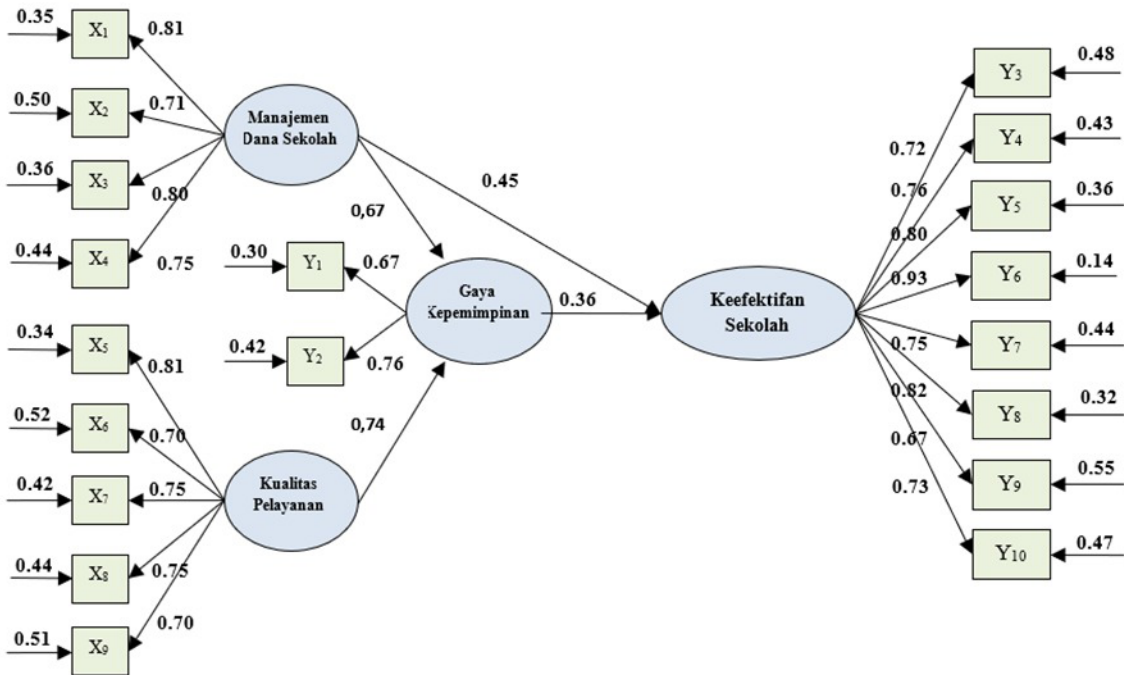 0.35
X1
0.81
0.50
X2
0.71
0.36
X3
0.80
0.44
X4
0.75
Manajemen
Dana Sekolah
0.45
0,67
0.30
Y1
0.67
0.42
Y2
0.76
Gaya
Kepemimpinan
0.36
Keefektifan
Sekolah
0.34
X5
0.81
0.52
X6
0.70
0.42
X7
0.75
0.44
X8
0.75
0.51
X9
0.70
Kualitas
Pelayanan
0,74
0.72
Y3
0.48
0.76
Y4
0.43
0.80
Y5
0.36
0.93
Y6
0.14
0.75
Y7
0.44
0.82
Y8
0.32
0.67
Y9
0.55
0.73
Y10
0.47